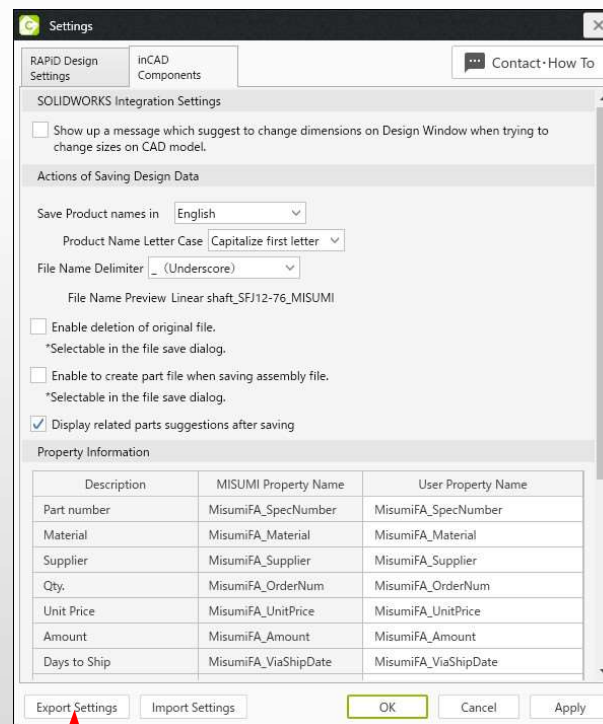 Settings
RAPiD Design
Settings
inCAD
Components
Contact･How To
SOLIDWORKS Integration Settings
Show up a message which suggest to change dimensions on Design Window when trying to
change sizes on CAD model.
Actions of Saving Design Data
Save Product names in English
Product Name Letter Case Capitalize first letter
File Name Delimiter _ (Underscore)
File Name Preview Linear shaft_SFJ12-76_MISUMI
Enable deletion of original file.
*Selectable in the file save dialog.
Enable to create part file when saving assembly file.
*Selectable in the file save dialog.
Display related parts suggestions after saving
Property Information
Description MISUMI Property Name User Property Name
Part number MisumiFA_SpecNumber MisumiFA_SpecNumber
Material MisumiFA_Material MisumiFA_Material
Supplier MisumiFA_Supplier MisumiFA_Supplier
Qty. MisumiFA_OrderNum MisumiFA_OrderNum
Unit Price MisumiFA_UnitPrice MisumiFA_UnitPrice
Amount MisumiFA_Amount MisumiFA_Amount
Days to Ship MisumiFA_ViaShipDate MisumiFA_ViaShipDate
Export Settings Import Settings OK Cancel Apply